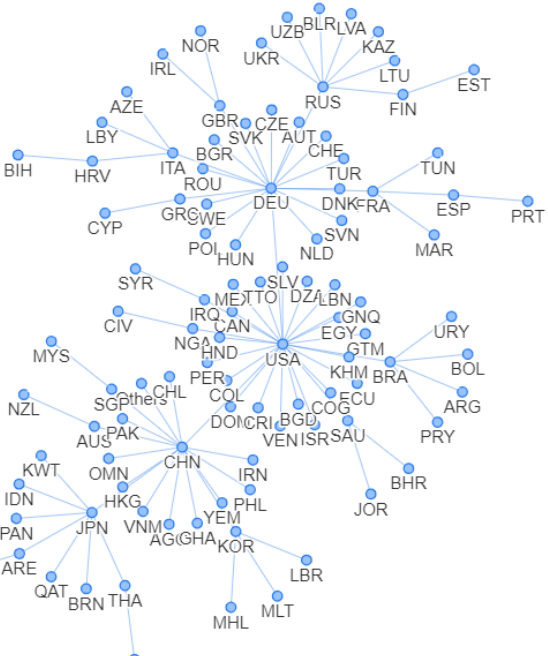 BLR
LVA
UZB
NOR
KAZ
UKR
IRL
LTU
EST
RUS
FIN
AZE
GBR
CZE
LBY
SVK
AUT
BGR
CHE
BIH
HRV
ITA
TUR
TUN
ROU
DEU
DNK
FRA
ESP
PRT
GRC
SWE
CYP
POL
SVN
MAR
HUN
NLD
SYR
SLV
MEX
TTO
DZA
LBN
IRQ
GNQ
CIV
CAN
EGY
URY
NGA
GTM
MYS
HND
USA
KHM
BRA
BOL
PER
CHL
Others
COL
ECU
SGP
COG
ARG
NZL
DOM
CRI
BGD
AUS
PAK
VEN
ISR
SAU
PRY
CHN
KWT
OMN
IRN
BHR
IDN
HKG
PHL
JOR
YEM
PAN
JPN
VNM
AGO
GHA
KOR
ARE
LBR
QAT
BRN
THA
MLT
MHL